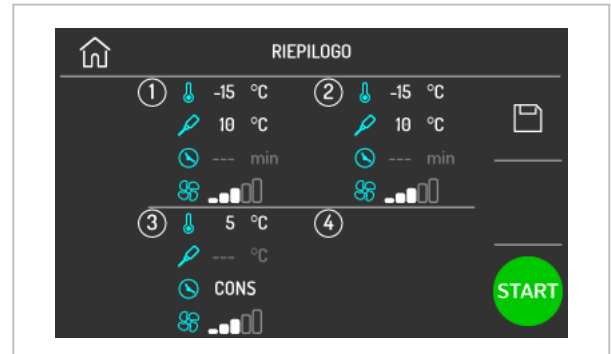 RIEPILOGO
1 -15 °C 2 -15 °C
10 °C 10 °C
--- min --- min
3 5 °C 4
--- °C
CONS
START